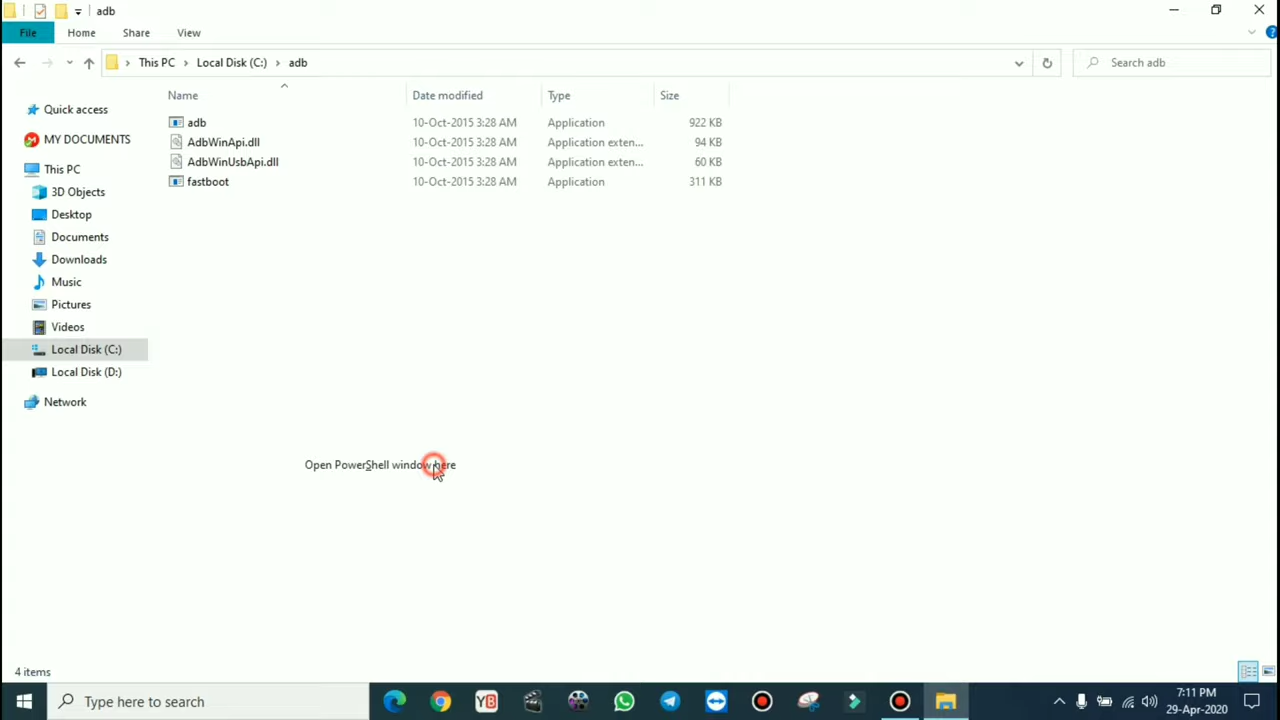 adb
File Home Share View
This PC Local Disk (C:) adb Search adb
Name Date modified Type Size
adb 10-Oct-2015 3:28 AM Application 922 KB
AdbWinApi.dll 10-Oct-2015 3:28 AM Application exten... 94 KB
AdbWinUsbApi.dll 10-Oct-2015 3:28 AM Application exten... 60 KB
fastboot 10-Oct-2015 3:28 AM Application 311 KB
Quick access
MY DOCUMENTS
This PC
3D Objects
Desktop
Documents
Downloads
Music
Pictures
Videos
Local Disk (C:)
Local Disk (D:)
Network
Open PowerShell window here
4 items
Type here to search
YB
7:11 PM
29-Apr-2020